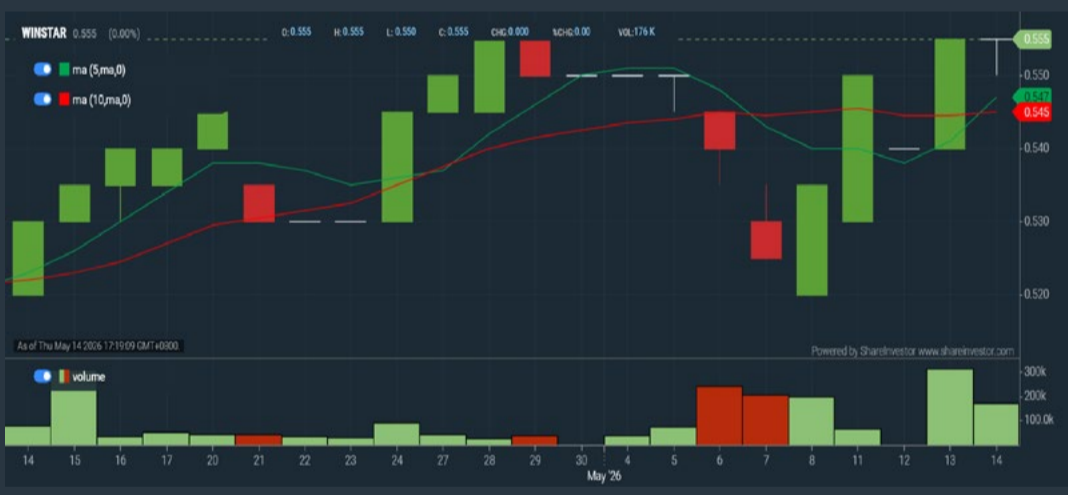 WINSTAR 0.555 (0.00%) O:0.555 H:0.555 L: 0.550 C: 0.555 CHG:0.000 %CHG:0.00 VOL:176 K
ma (5,ma,0)
ma (10,ma,0)
0.555
0.550
0.547
0.545
0.540
0.530
0.520
As of Thu May 14 2026 17:19:09 GMT+0800.
Powered by ShareInvestor www.shareinvestor.com
volume
300k
200k
100.0k
14 15 16 17 20 21 22 23 24 27 28 29 30 4 5 6 7 8 11 12 13 14
May '26